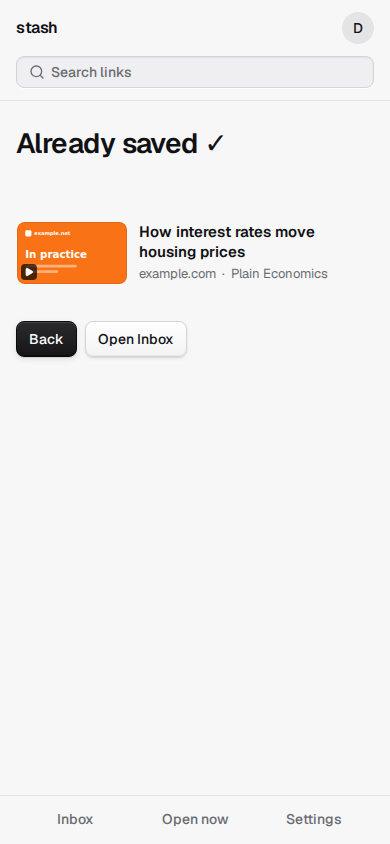 stash
D
Search links
Already saved ✓
example.net
In practice
How interest rates move
housing prices
example.com · Plain Economics
Back
Open Inbox
Inbox
Open now
Settings